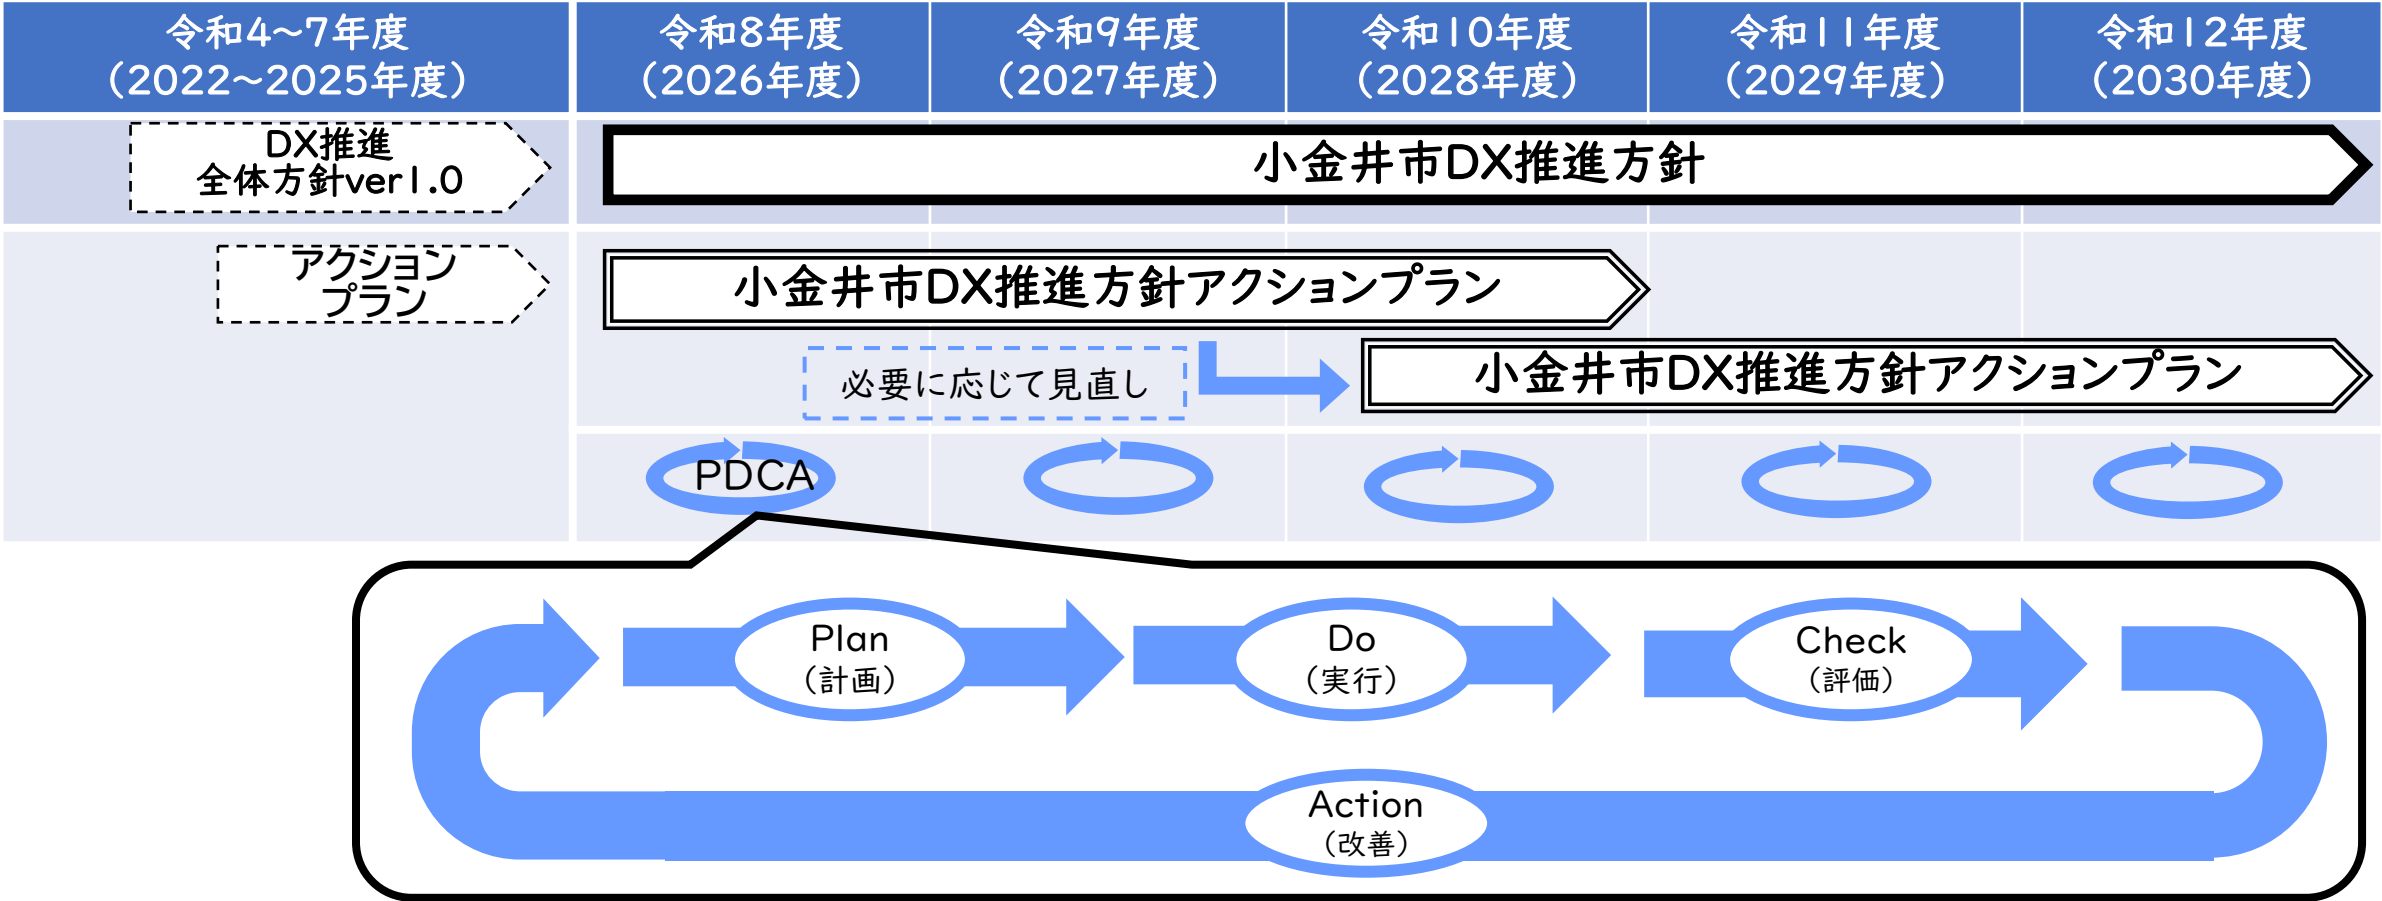 令和4～7年度
（2022～2025年度）
令和8年度
（2026年度）
令和9年度
（2027年度）
令和10年度
（2028年度）
令和11年度
（2029年度）
令和12年度
（2030年度）
DX推進
全体方針ver1.0
小金井市DX推進方針
アクション
プラン
小金井市DX推進方針アクションプラン
必要に応じて見直し
小金井市DX推進方針アクションプラン
PDCA
Plan
（計画）
Do
（実行）
Check
（評価）
Action
（改善）